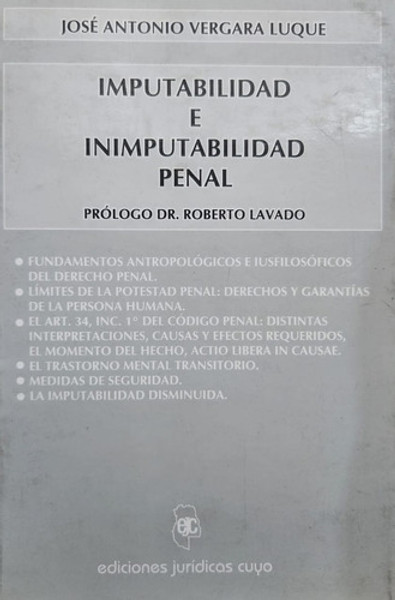 JOSÉ ANTONIO VERGARA LUQUE
IMPUTABILIDAD
E
INIMPUTABILIDAD
PENAL
PRÓLOGO DR. ROBERTO LAVADO
● FUNDAMENTOS ANTROPOLÓGICOS E IUSFILOSÓFICOS
DEL DERECHO PENAL.
● LÍMITES DE LA POTESTAD PENAL: DERECHOS Y GARANTÍAS
DE LA PERSONA HUMANA.
● EL ART. 34, INC. 1° DEL CÓDIGO PENAL: DISTINTAS
INTERPRETACIONES, CAUSAS Y EFECTOS REQUERIDOS,
EL MOMENTO DEL HECHO, ACTIO LIBERA IN CAUSAE.
● EL TRASTORNO MENTAL TRANSITORIO.
● MEDIDAS DE SEGURIDAD.
● LA IMPUTABILIDAD DISMINUIDA.
ejc
ediciones jurídicas cuyo